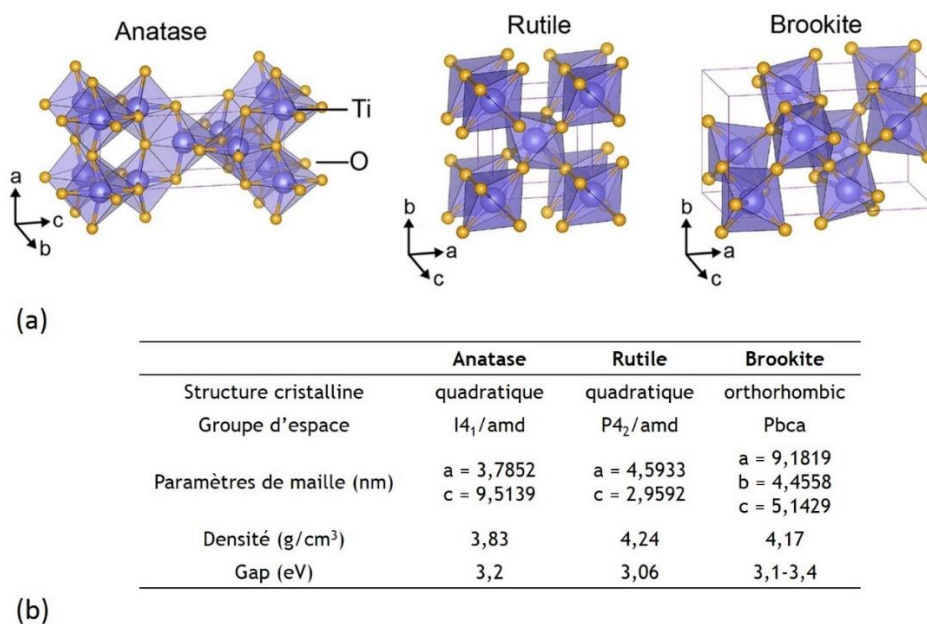 Anatase Rutile Brookite
Ti
O
a
c
b
b
a
c
b
a
c
(a)
Anatase Rutile Brookite
Structure cristalline quadratique quadratique orthorhombic
Groupe d’espace I4₁/amd P4₂/amd Pbca
a = 9,1819
a = 3,7852 a = 4,5933
Paramètres de maille (nm) b = 4,4558
c = 9,5139 c = 2,9592
c = 5,1429
Densité (g/cm³) 3,83 4,24 4,17
Gap (eV) 3,2 3,06 3,1-3,4
(b)